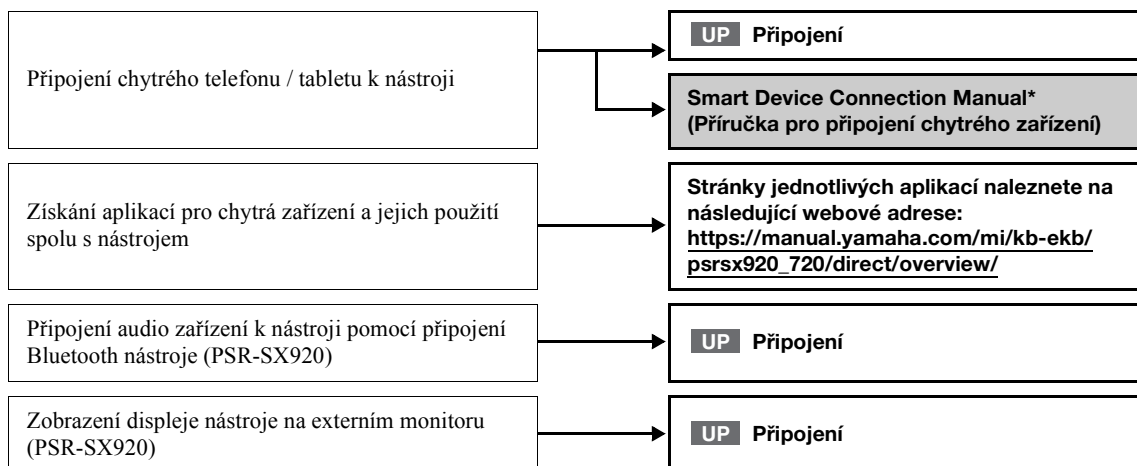 Připojení chytrého telefonu / tabletu k nástroji
UP Připojení
Smart Device Connection Manual*
(Příručka pro připojení chytrého zařízení)
Získání aplikací pro chytrá zařízení a jejich použití
spolu s nástrojem
Stránky jednotlivých aplikací naleznete na
následující webové adrese:
https://manual.yamaha.com/mi/kb-ekb/
psrsx920_720/direct/overview/
Připojení audio zařízení k nástroji pomocí připojení
Bluetooth nástroje (PSR-SX920)
UP Připojení
Zobrazení displeje nástroje na externím monitoru
(PSR-SX920)
UP Připojení